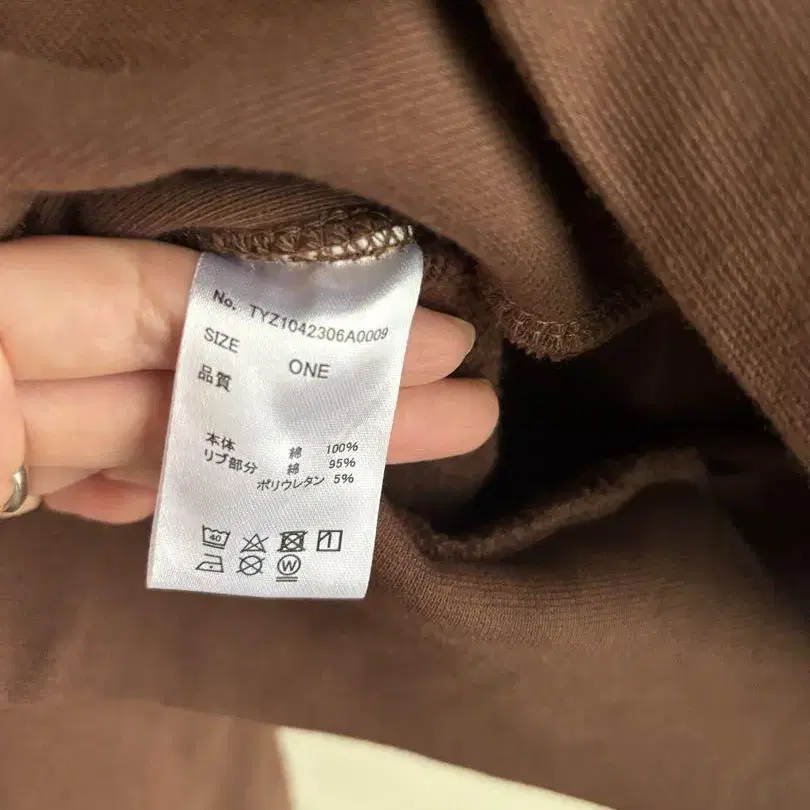 No. TYZ1042306A0009
SIZE ONE
品質
本体 綿 100%
リブ部分 綿 95%
ポリウレタン 5%
40
W